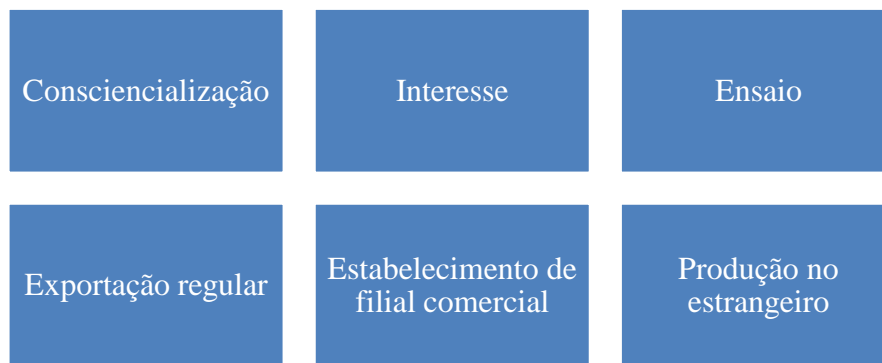 Consciencialização
Interesse
Ensaio
Exportação regular
Estabelecimento de
filial comercial
Produção no
estrangeiro